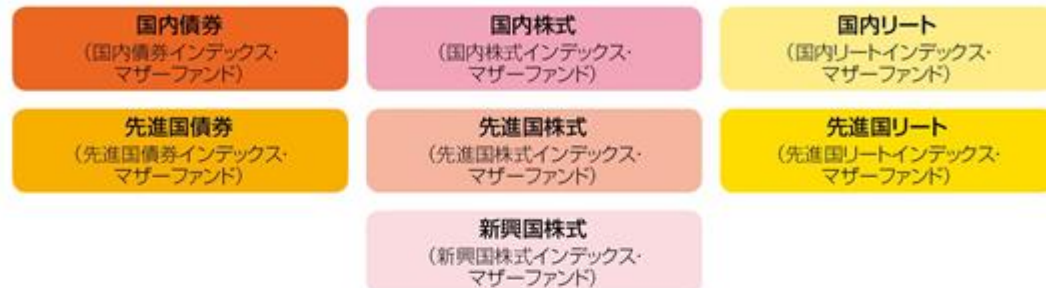 国内債券
（国内債券インデックス・
マザーファンド）
国内株式
（国内株式インデックス・
マザーファンド）
国内リート
（国内リートインデックス・
マザーファンド）
先進国債券
（先進国債券インデックス・
マザーファンド）
先進国株式
（先進国株式インデックス・
マザーファンド）
先進国リート
（先進国リートインデックス・
マザーファンド）
新興国株式
（新興国株式インデックス・
マザーファンド）